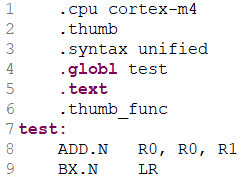 1 .cpu cortex-m4
2 .thumb
3 .syntax unified
4 .globl test
5 .text
6 .thumb_func
7 test:
8 ADD.N R0, R0, R1
9 BX.N LR